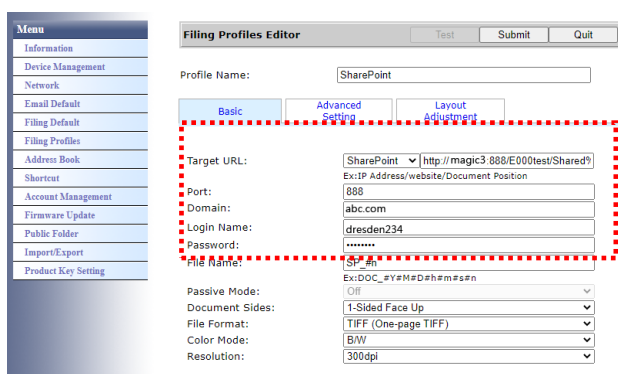 Menu
Information
Device Management
Network
Email Default
Filing Default
Filing Profiles
Address Book
Shortcut
Account Management
Firmware Update
Public Folder
Import/Export
Product Key Setting
Filing Profiles Editor Test Submit Quit
Profile Name: SharePoint
Basic Advanced Setting Layout Adjustment
Target URL: SharePoint http://magic3:888/E000test/Shared%
Ex:IP Address/website/Document Position
Port: 888
Domain: abc.com
Login Name: dresden234
Password: ••••••••
File Name: SP_#n
Ex:DOC_#Y#M#D#h#m#s#n
Passive Mode: Off
Document Sides: 1-Sided Face Up
File Format: TIFF (One-page TIFF)
Color Mode: B/W
Resolution: 300dpi